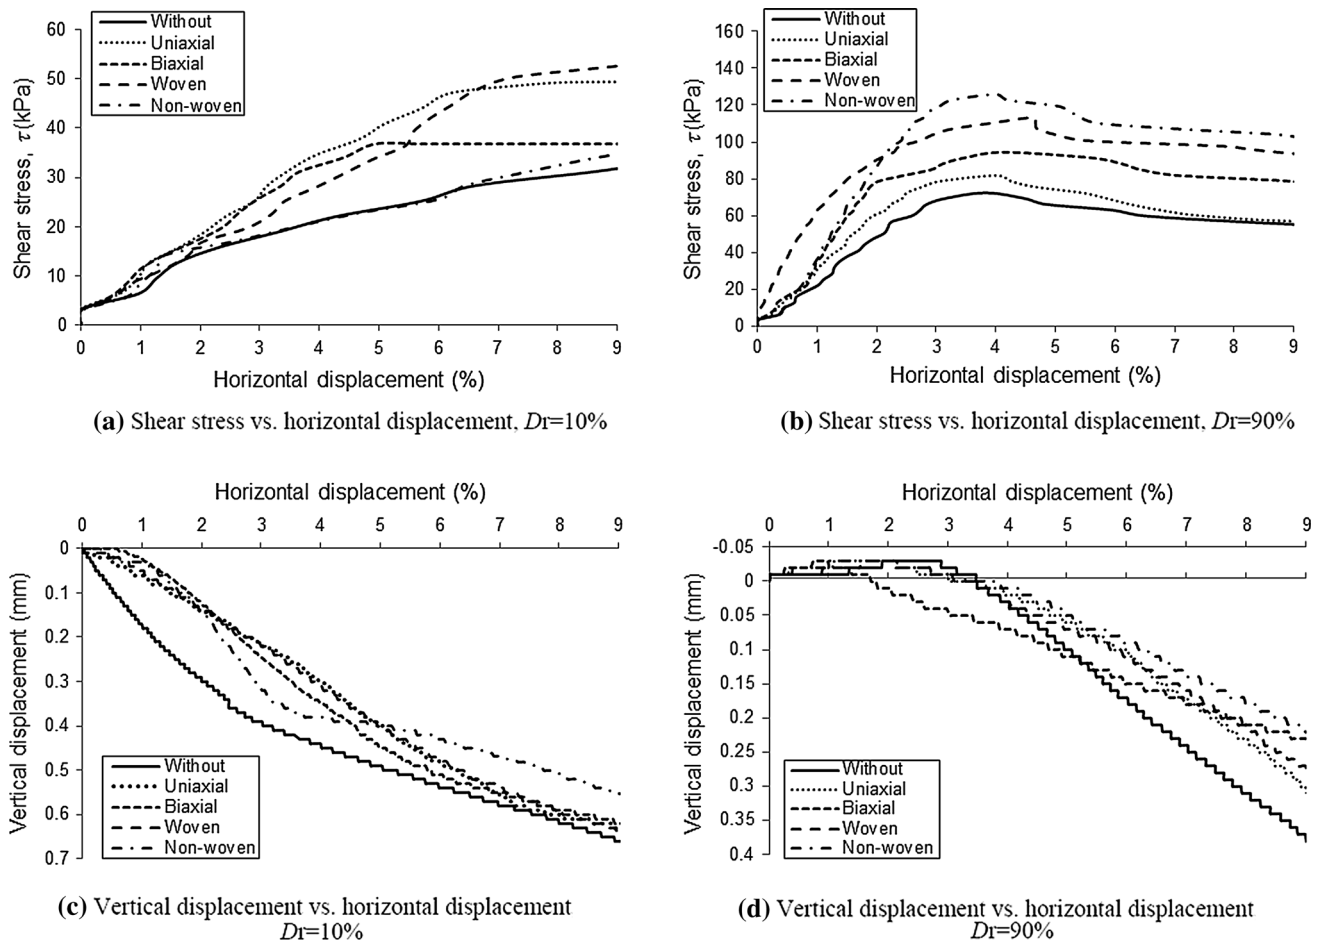 Without
Uniaxial
Biaxial
Woven
Non-woven
60
50
40
30
20
10
0
Shear stress, τ(kPa)
0 1 2 3 4 5 6 7 8 9
Horizontal displacement (%)
(a) Shear stress vs. horizontal displacement, Dr=10%
Without
Uniaxial
Biaxial
Woven
Non-woven
160
140
120
100
80
60
40
20
0
Shear stress, τ(kPa)
0 1 2 3 4 5 6 7 8 9
Horizontal displacement (%)
(b) Shear stress vs. horizontal displacement, Dr=90%
Horizontal displacement (%)
0 1 2 3 4 5 6 7 8 9
0
0.1
0.2
0.3
0.4
0.5
0.6
0.7
Vertical displacement (mm)
Without
Uniaxial
Biaxial
Woven
Non-woven
(c) Vertical displacement vs. horizontal displacement
Dr=10%
Horizontal displacement (%)
0 1 2 3 4 5 6 7 8 9
-0.05
0
0.05
0.1
0.15
0.2
0.25
0.3
0.35
0.4
Vertical displacement (mm)
Without
Uniaxial
Biaxial
Woven
Non-woven
(d) Vertical displacement vs. horizontal displacement
Dr=90%